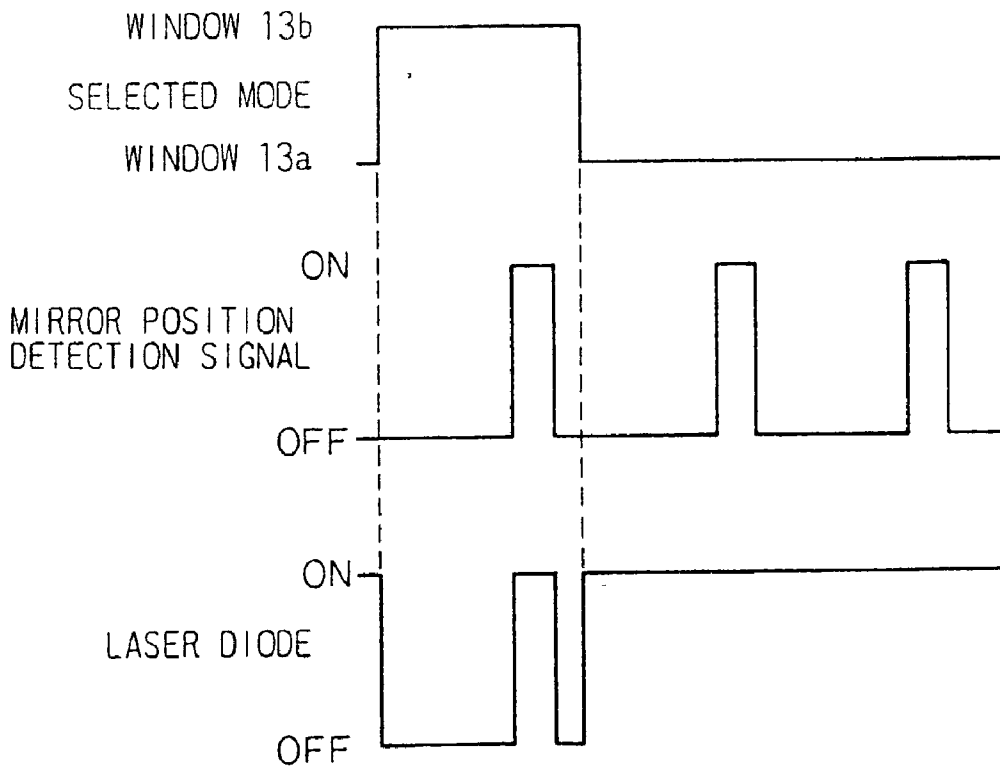 WINDOW 13b
SELECTED MODE
WINDOW 13a
ON
MIRROR POSITION
DETECTION SIGNAL
OFF
ON
LASER DIODE
OFF